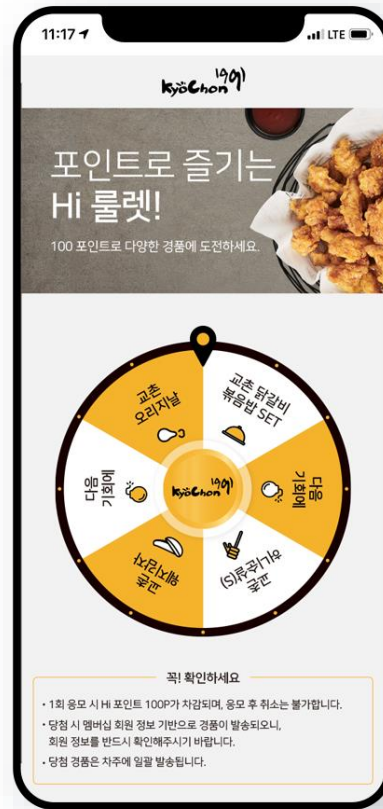 11:17
LTE
KyoChon 1991
포인트로 즐기는
Hi 룰렛!
100 포인트로 다양한 경품에 도전하세요.
교촌 닭갈비
볶음밥 SET
다음
기회에
교촌
허니순살(S)
교촌
웨지감자
다음
기회에
교촌
오리지날
KyoChon 1991
꼭! 확인하세요
• 1회 응모 시 Hi 포인트 100P가 차감되며, 응모 후 취소는 불가합니다.
• 당첨 시 멤버십 회원 정보 기반으로 경품이 발송되오니,
회원 정보를 반드시 확인해주시기 바랍니다.
• 당첨 경품은 차주에 일괄 발송됩니다.